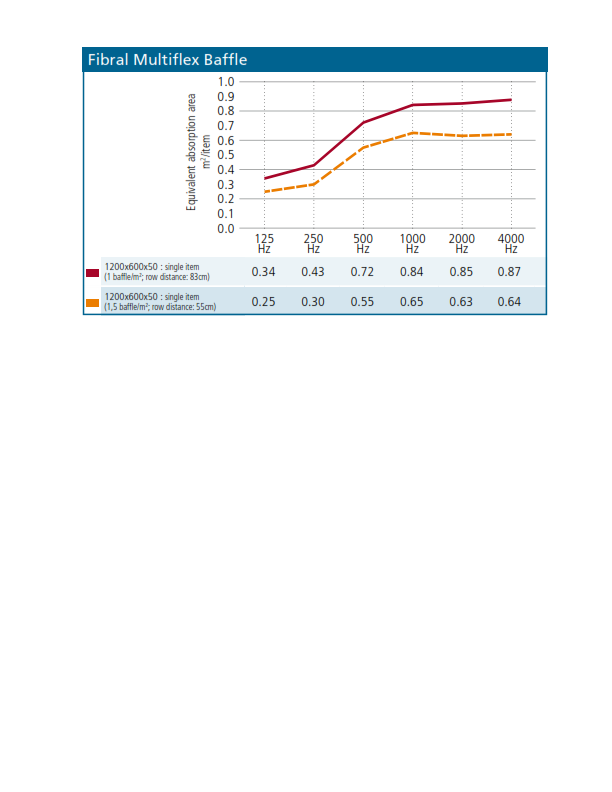 Fibral Multiflex Baffle
Equivalent absorption area
m²/item
1.0
0.9
0.8
0.7
0.6
0.5
0.4
0.3
0.2
0.1
0.0
125 250 500 1000 2000 4000
Hz Hz Hz Hz Hz Hz
1200x600x50 : single item
(1 baffle/m²; row distance: 83cm)
0.34 0.43 0.72 0.84 0.85 0.87
1200x600x50 : single item
(1,5 baffle/m²; row distance: 55cm)
0.25 0.30 0.55 0.65 0.63 0.64